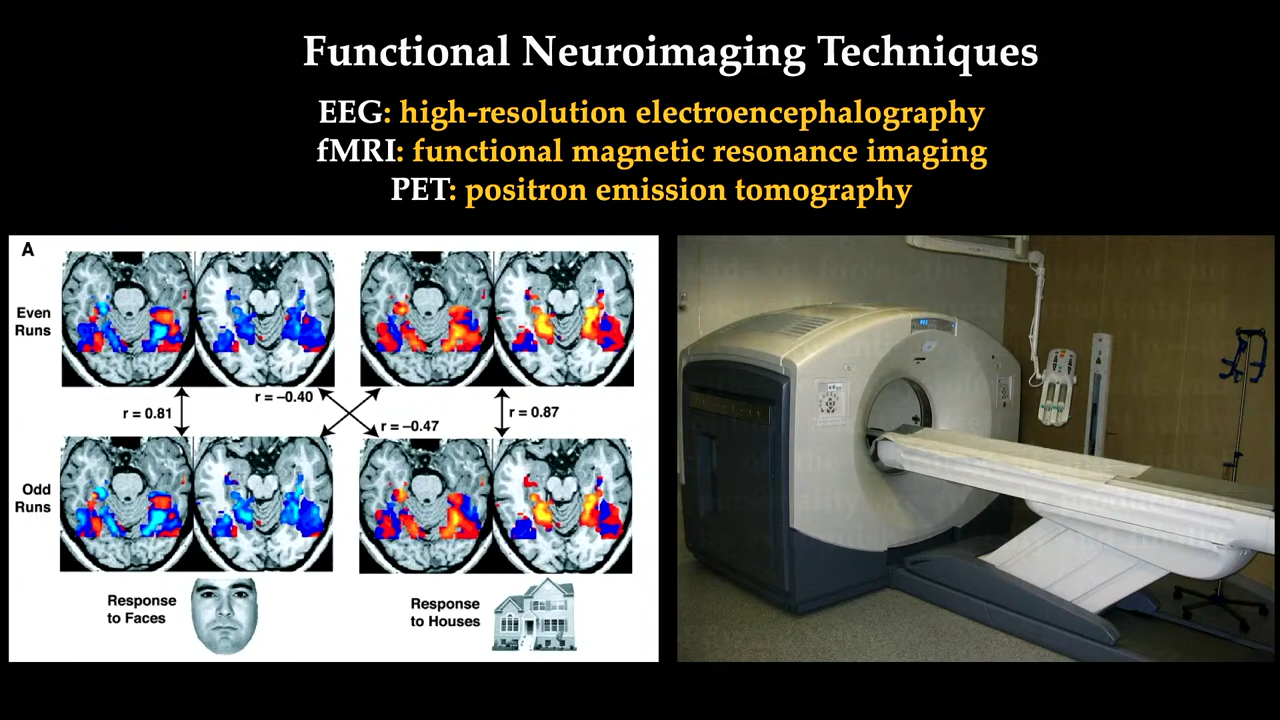 Functional Neuroimaging Techniques
EEG: high-resolution electroencephalography
fMRI: functional magnetic resonance imaging
PET: positron emission tomography
A
Even
Runs
r = 0.81
r = –0.40
r = –0.47
r = 0.87
Odd
Runs
Response
to Faces
Response
to Houses